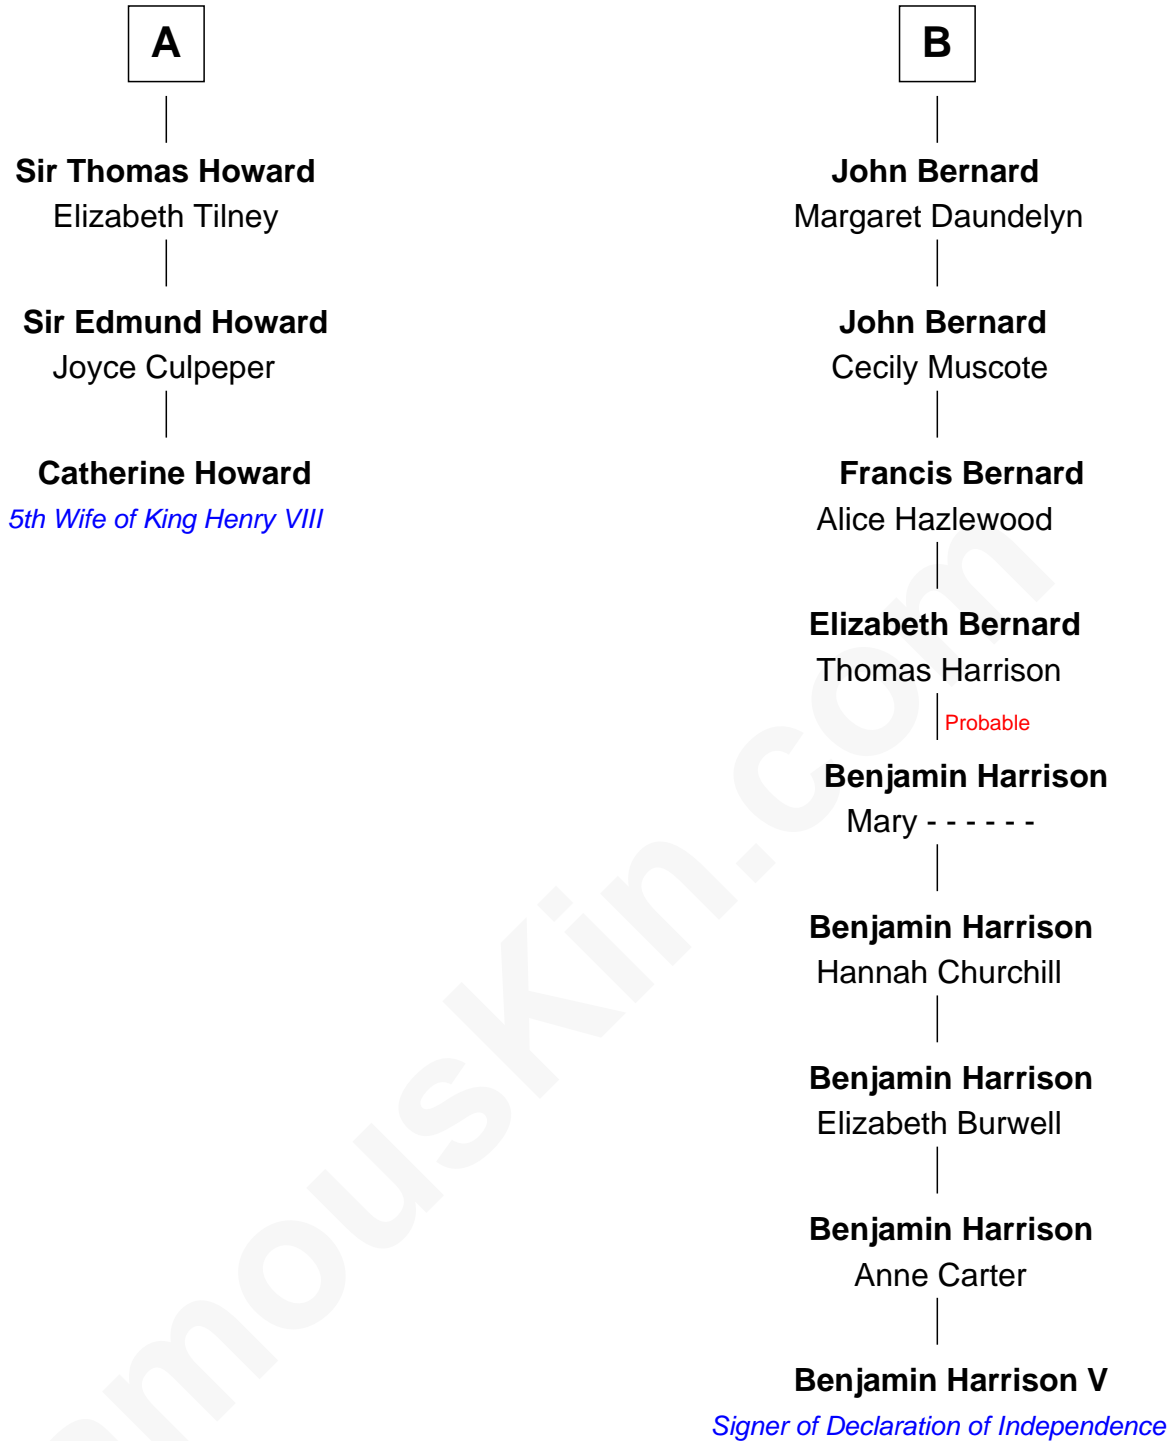 A
Sir Thomas Howard
Elizabeth Tilney
Sir Edmund Howard
Joyce Culpeper
Catherine Howard
5th Wife of King Henry VIII
B
John Bernard
Margaret Daundelyn
John Bernard
Cecily Muscote
Francis Bernard
Alice Hazlewood
Elizabeth Bernard
Thomas Harrison
Probable
Benjamin Harrison
Mary - - - - - -
Benjamin Harrison
Hannah Churchill
Benjamin Harrison
Elizabeth Burwell
Benjamin Harrison
Anne Carter
Benjamin Harrison V
Signer of Declaration of Independence
amouskin.com